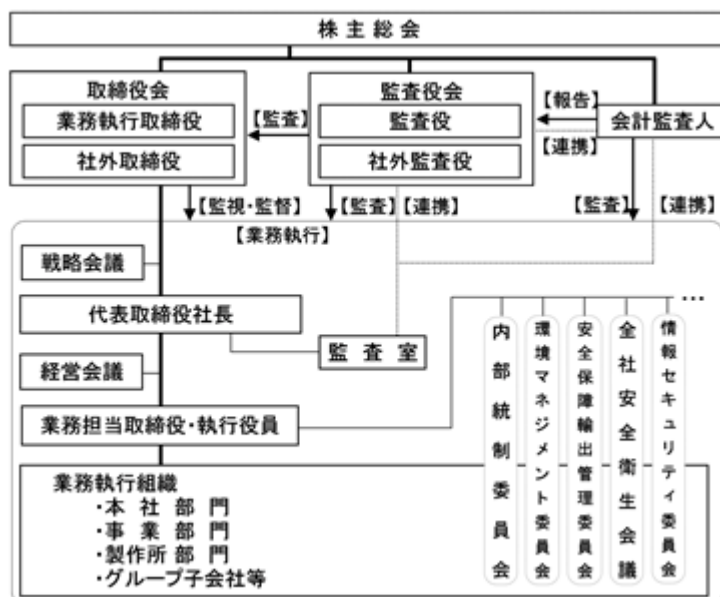 株主総会
取締役会
業務執行取締役
社外取締役
【監査】
監査役会
監査役
社外監査役
【報告】
【連携】
会計監査人
【監視・監督】
【監査】
【連携】
【監査】
【連携】
【業務執行】
戦略会議
代表取締役社長
監査室
経営会議
業務担当取締役・執行役員
…
内部統制委員会
環境マネジメント委員会
安全保障輸出管理委員会
全社安全衛生会議
情報セキュリティ委員会
業務執行組織
・本社部門
・事業部門
・製作所部門
・グループ子会社等